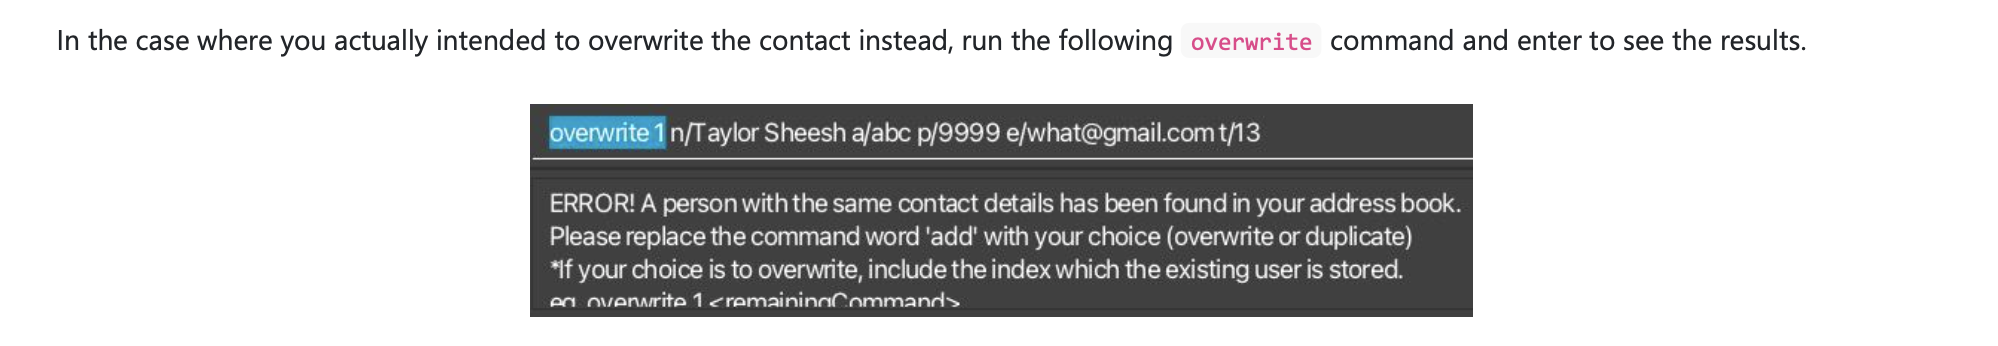 In the case where you actually intended to overwrite the contact instead, run the following overwrite command and enter to see the results.
overwrite 1 n/Taylor Sheesh a/abc p/9999 e/what@gmail.com t/13
ERROR! A person with the same contact details has been found in your address book.
Please replace the command word 'add' with your choice (overwrite or duplicate)
*If your choice is to overwrite, include the index which the existing user is stored.
eg. overwrite 1 <remainingCommand>